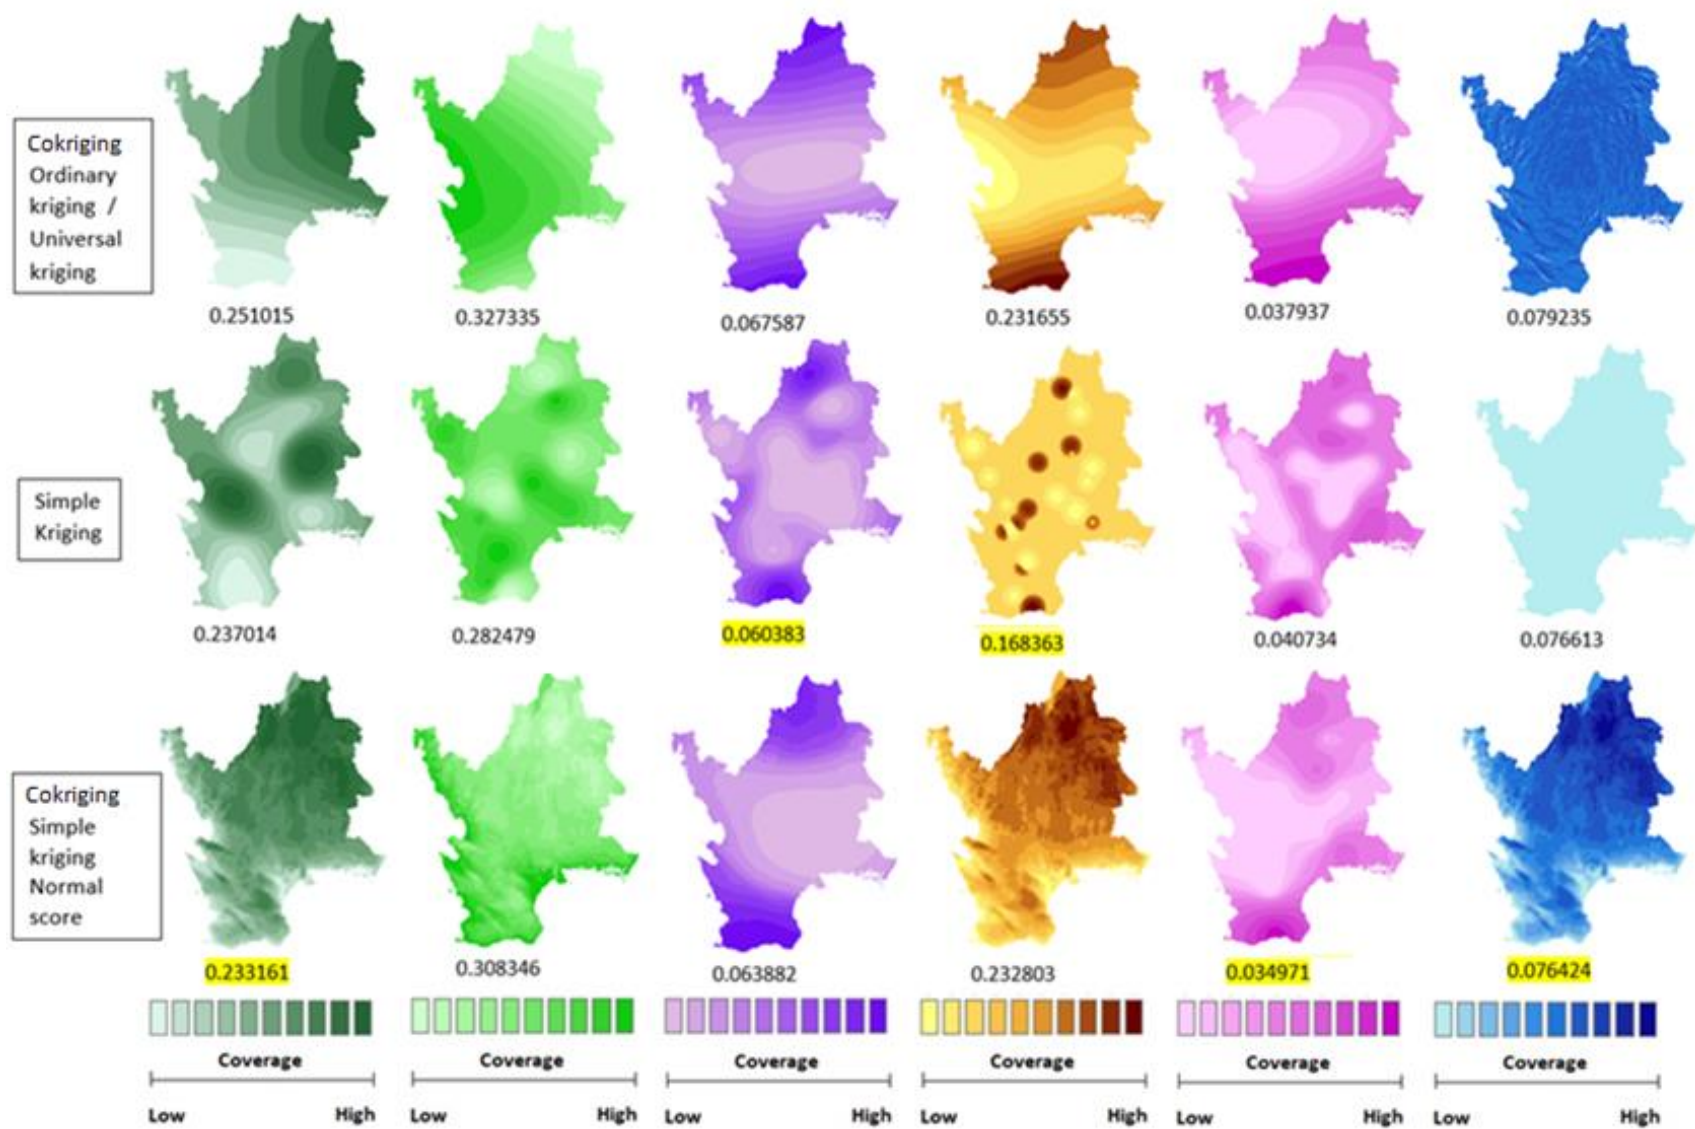 Cokriging
Ordinary
kriging /
Universal
kriging
0.251015
0.327335
0.067587
0.231655
0.037937
0.079235
Simple
Kriging
0.237014
0.282479
0.060383
0.168363
0.040734
0.076613
Cokriging
Simple
kriging
Normal
score
0.233161
0.308346
0.063882
0.232803
0.034971
0.076424
Coverage
Coverage
Coverage
Coverage
Coverage
Coverage
Low High
Low High
Low High
Low High
Low High
Low High